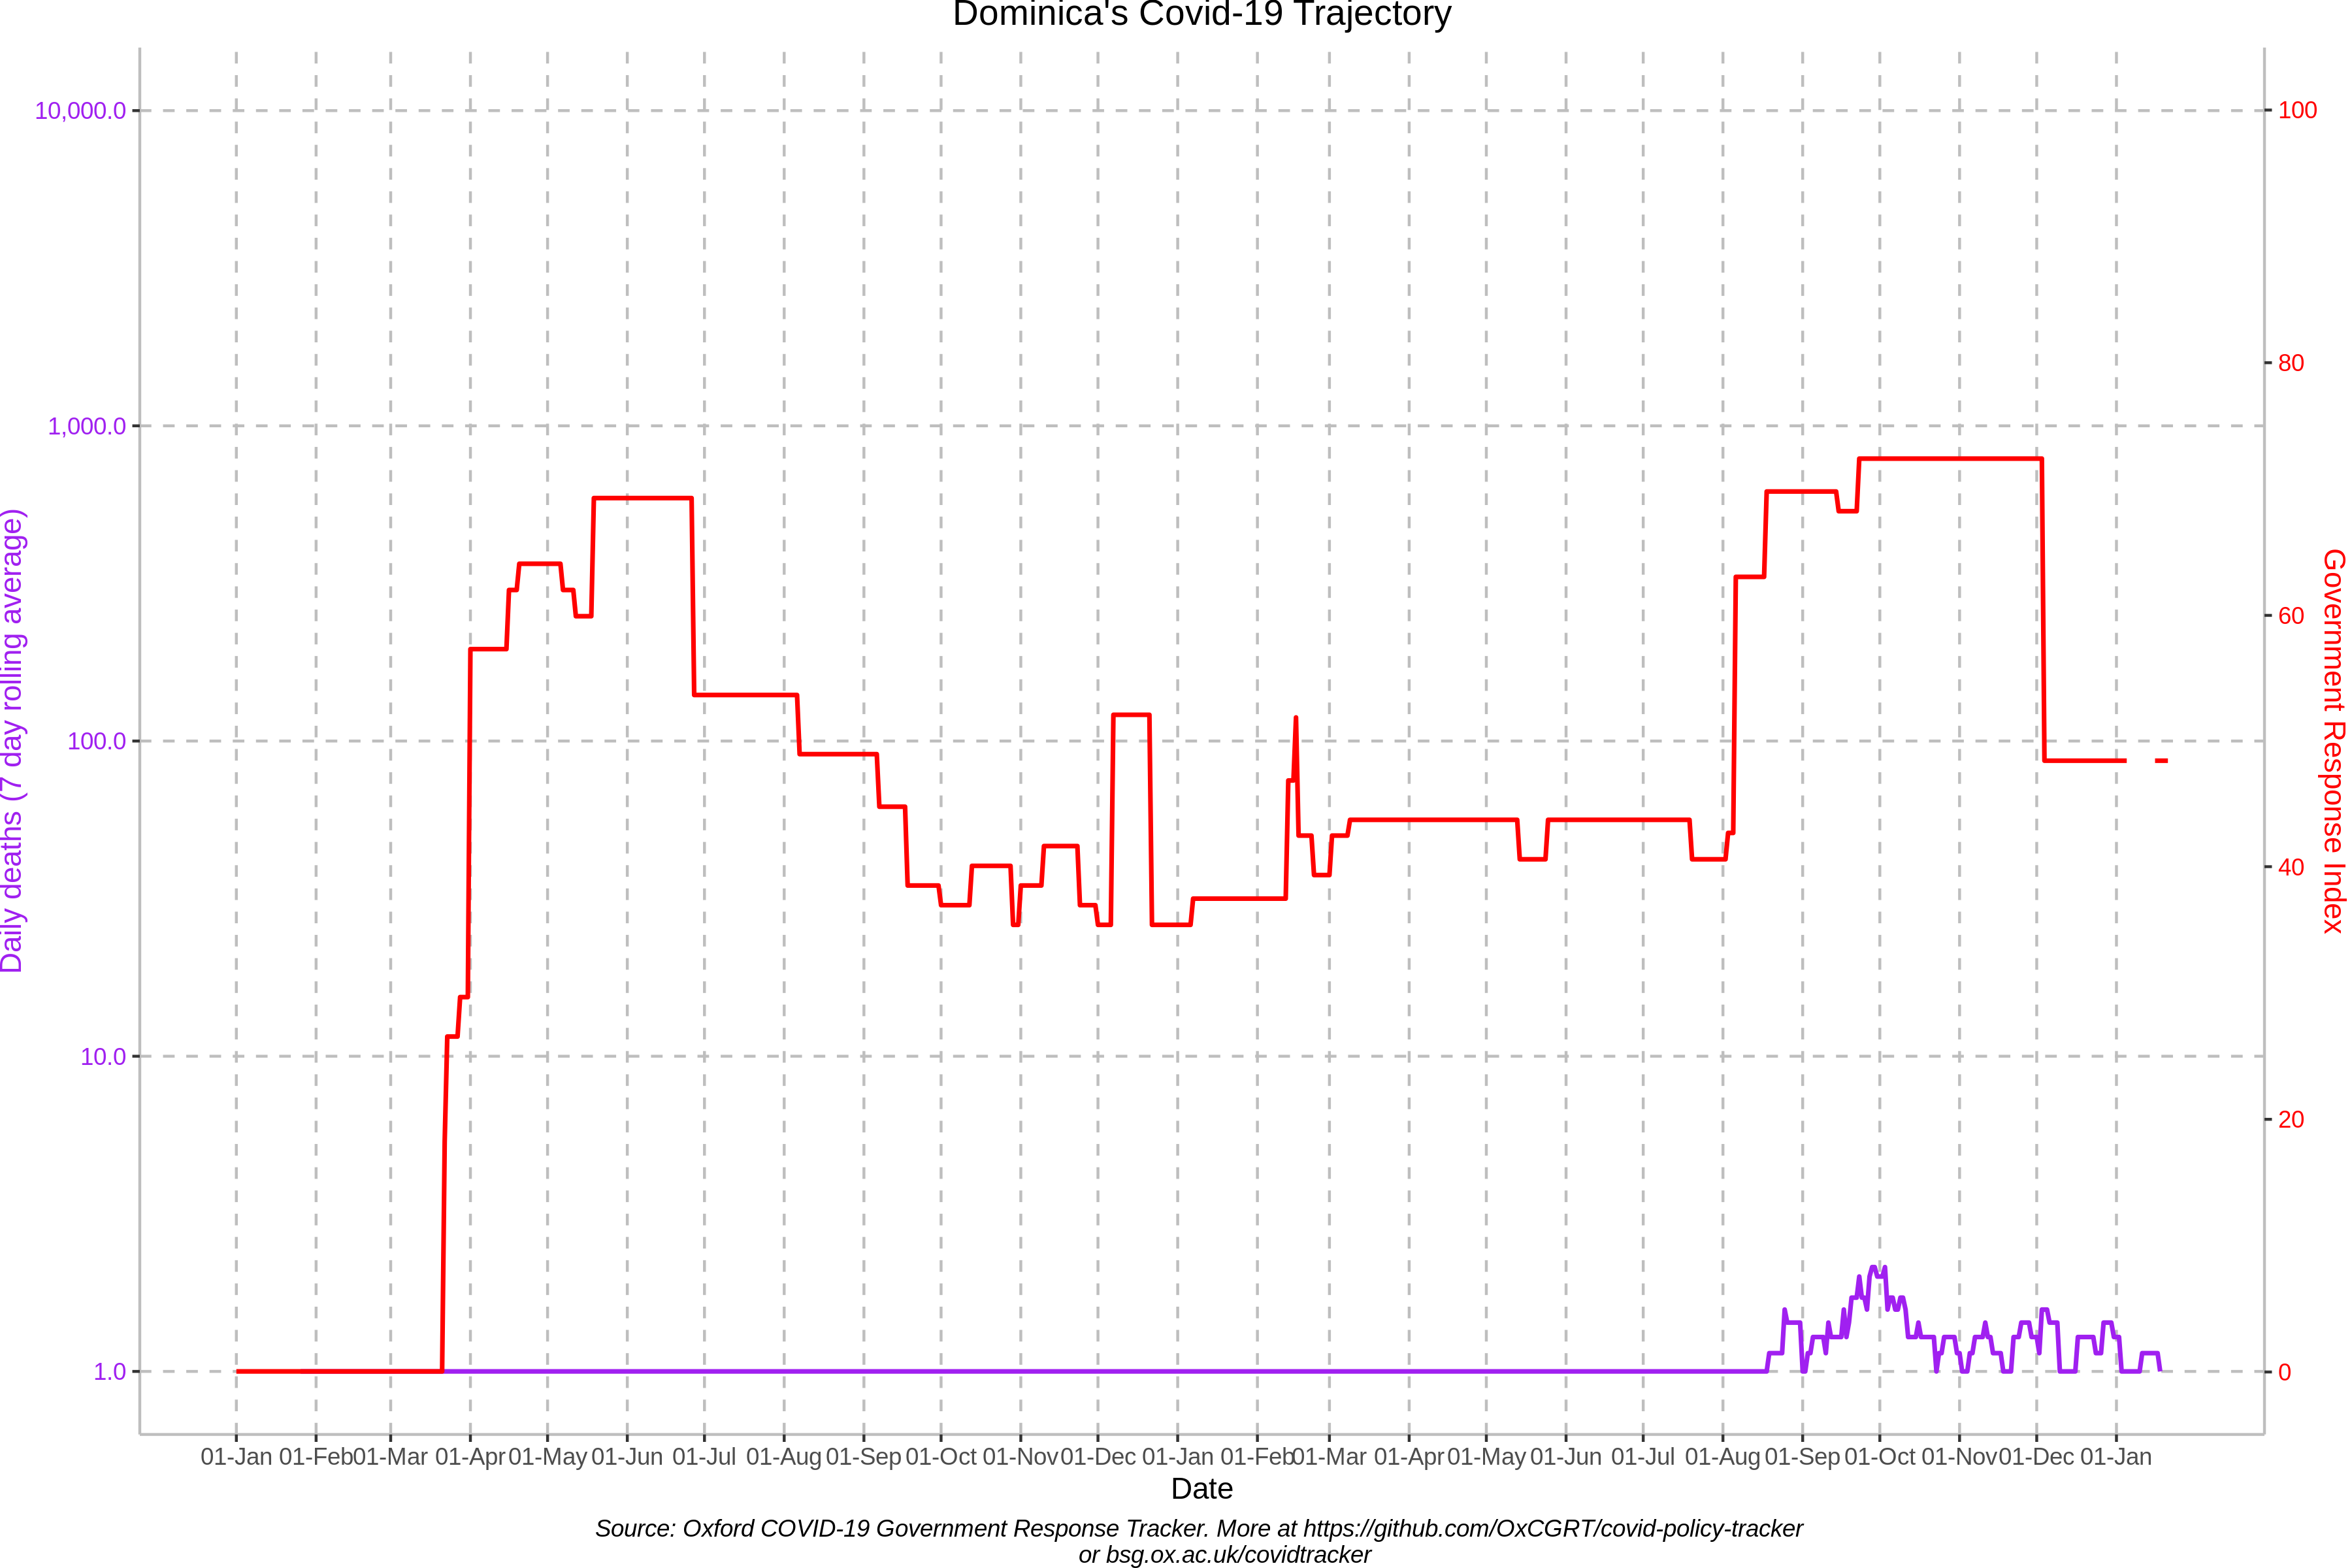 Dominica's Covid-19 Trajectory
10,000.0
1,000.0
100.0
10.0
1.0
Daily deaths (7 day rolling average)
100
80
60
40
20
0
Government Response Index
01-Jan 01-Feb 01-Mar 01-Apr 01-May 01-Jun 01-Jul 01-Aug 01-Sep 01-Oct 01-Nov 01-Dec 01-Jan 01-Feb 01-Mar 01-Apr 01-May 01-Jun 01-Jul 01-Aug 01-Sep 01-Oct 01-Nov 01-Dec 01-Jan
Date
Source: Oxford COVID-19 Government Response Tracker. More at https://github.com/OxCGRT/covid-policy-tracker
or bsg.ox.ac.uk/covidtracker